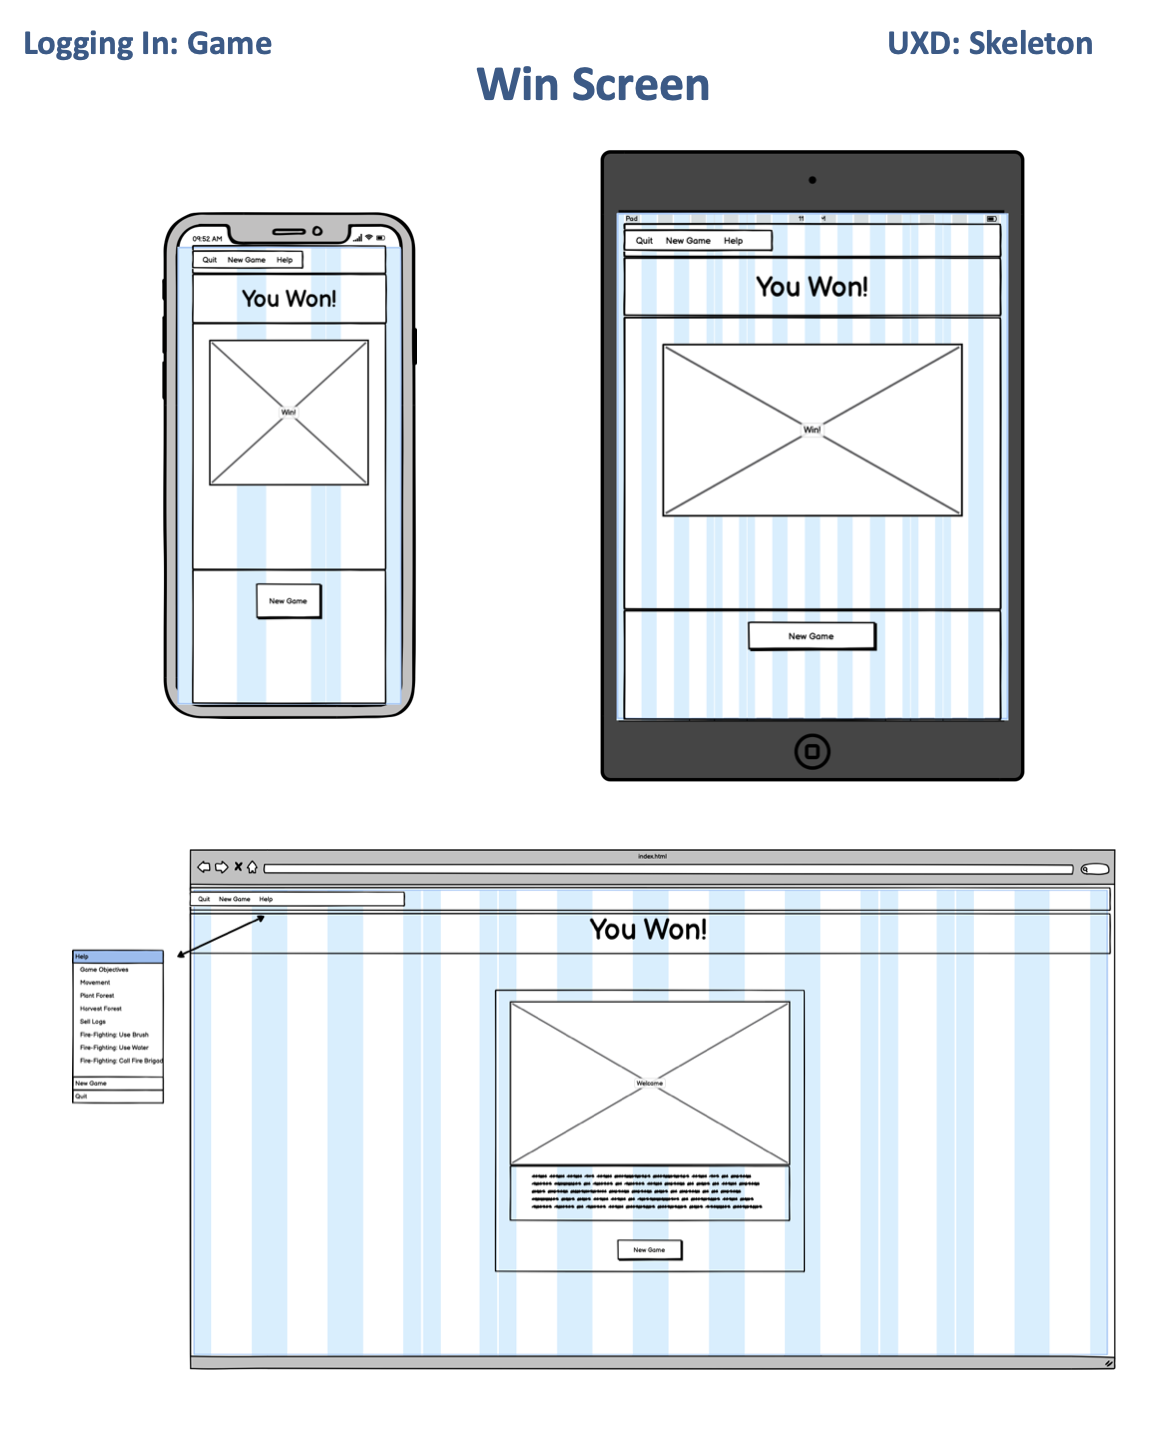 Logging In: Game
UXD: Skeleton
Win Screen
09:52 AM
Quit New Game Help
You Won!
Win!
New Game
Pad
Quit New Game Help
You Won!
Win!
New Game
index.html
Quit New Game Help
You Won!
Help
Game Objectives
Movement
Plant Forest
Harvest Forest
Sell Logs
Fire-Fighting: Use Brush
Fire-Fighting: Use Water
Fire-Fighting: Call Fire Brigad
New Game
Quit
Welcome
New Game